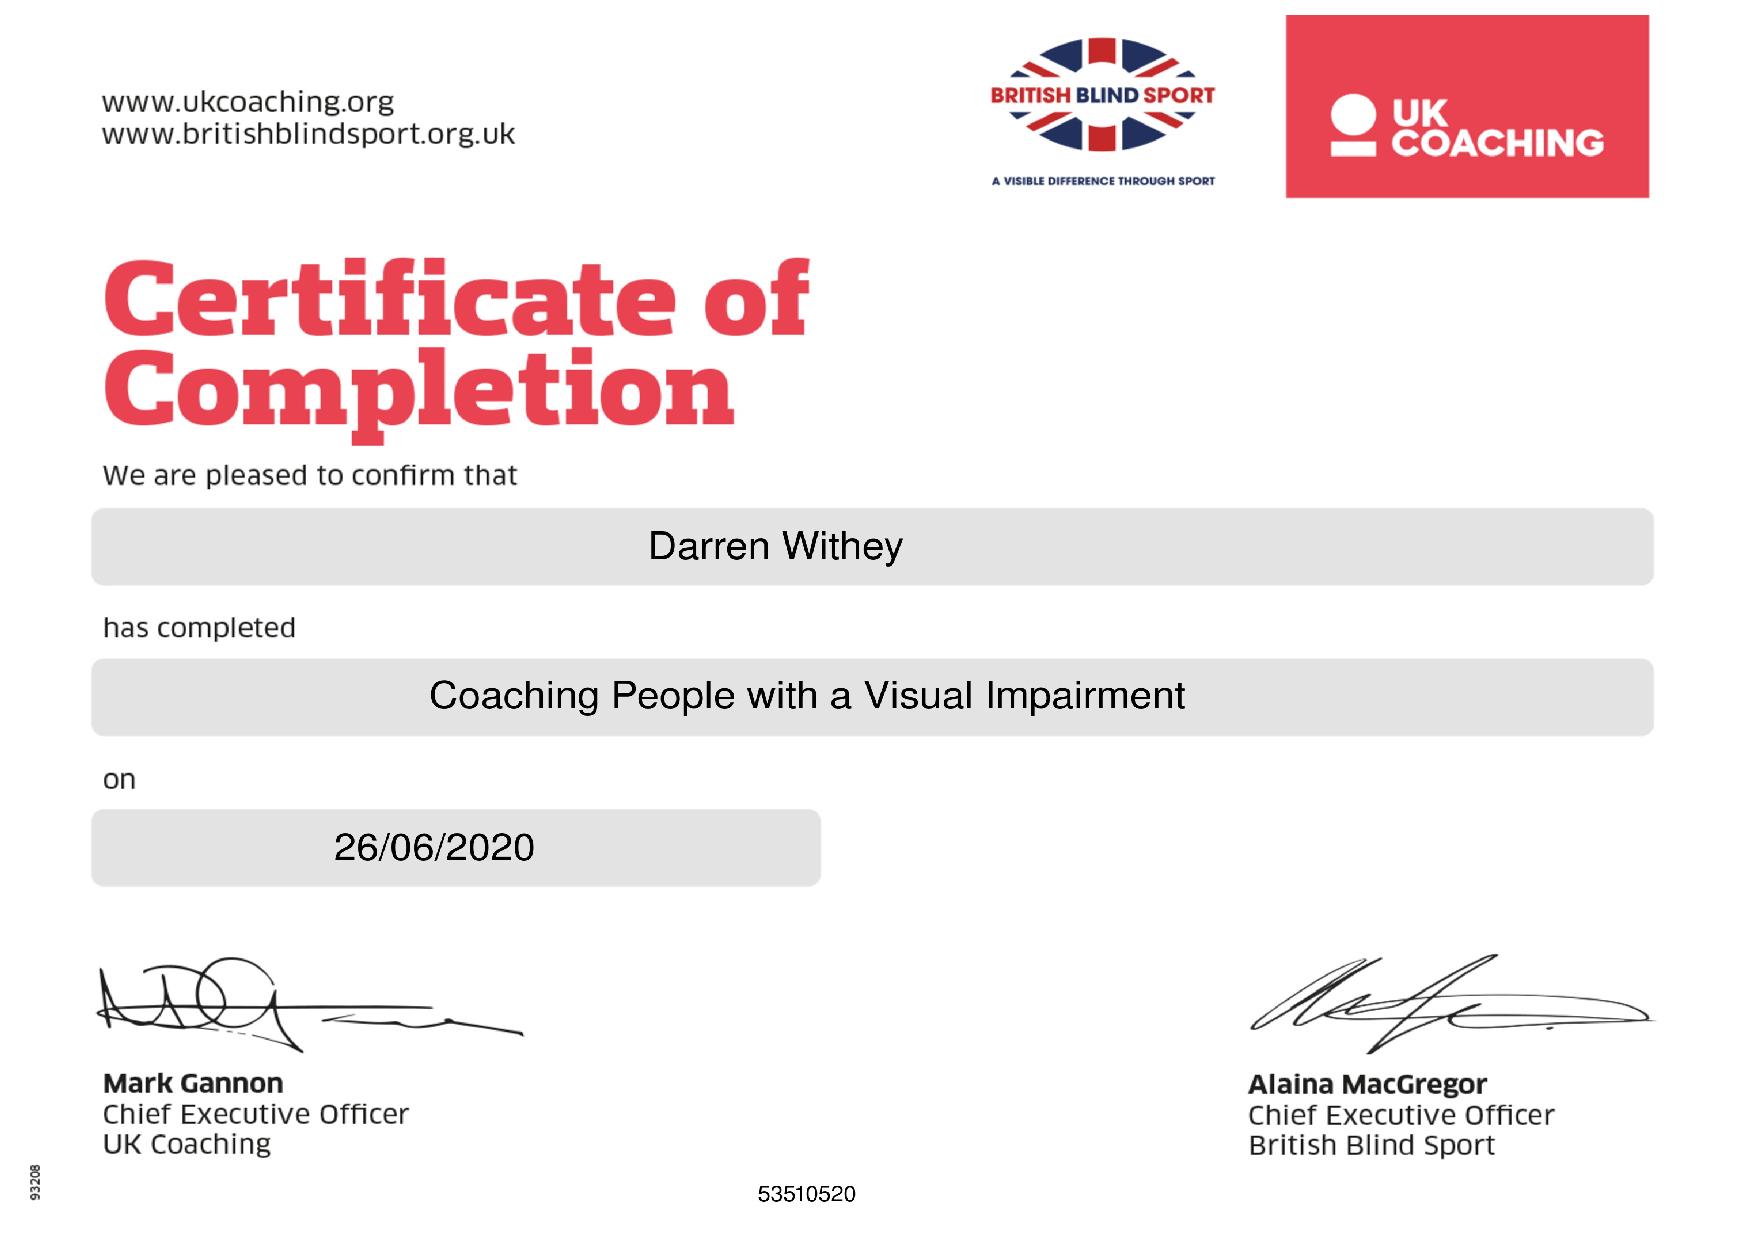 www.ukcoaching.org
www.britishblindsport.org.uk
BRITISH BLIND SPORT
A VISIBLE DIFFERENCE THROUGH SPORT
UK
COACHING
Certificate of
Completion
We are pleased to confirm that
Darren Withey
has completed
Coaching People with a Visual Impairment
on
26/06/2020
Mark Gannon
Chief Executive Officer
UK Coaching
Alaina MacGregor
Chief Executive Officer
British Blind Sport
93208
53510520